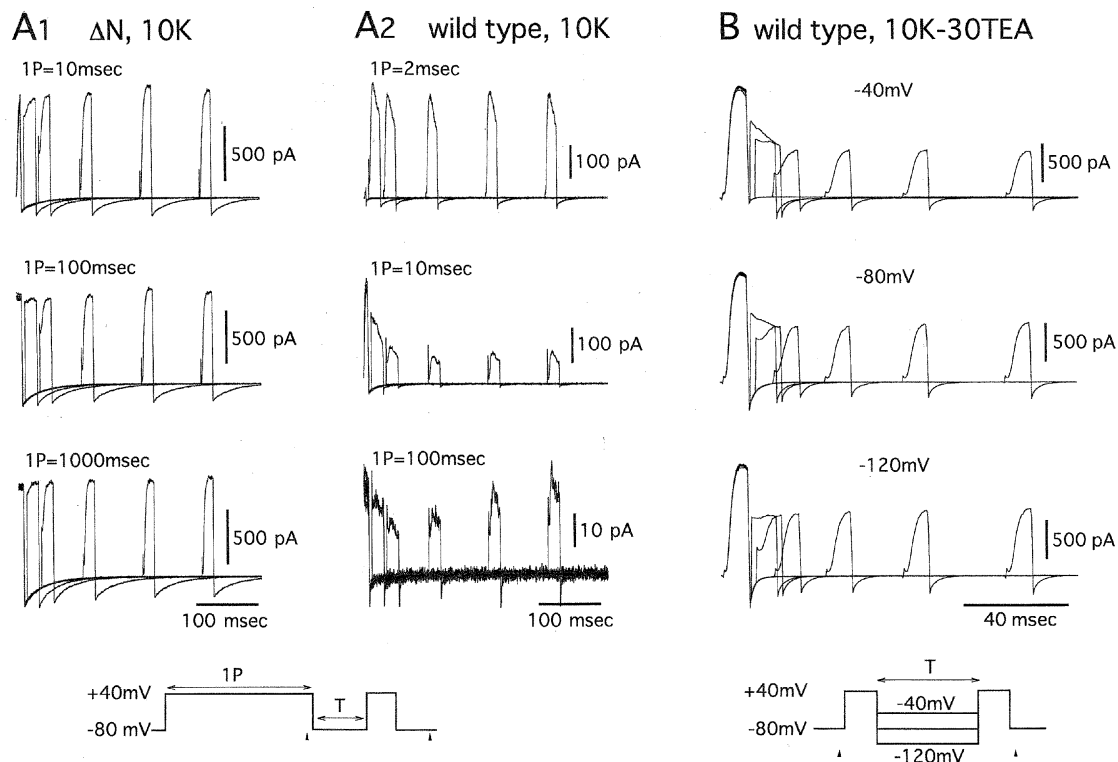 A1 ΔN, 10K
1P=10msec
500 pA
1P=100msec
500 pA
1P=1000msec
500 pA
100 msec
A2 wild type, 10K
1P=2msec
100 pA
1P=10msec
100 pA
1P=100msec
10 pA
100 msec
1P
+40mV
T
-80 mV
B wild type, 10K-30TEA
-40mV
500 pA
-80mV
500 pA
-120mV
500 pA
40 msec
T
+40mV
-40mV
-80mV
-120mV